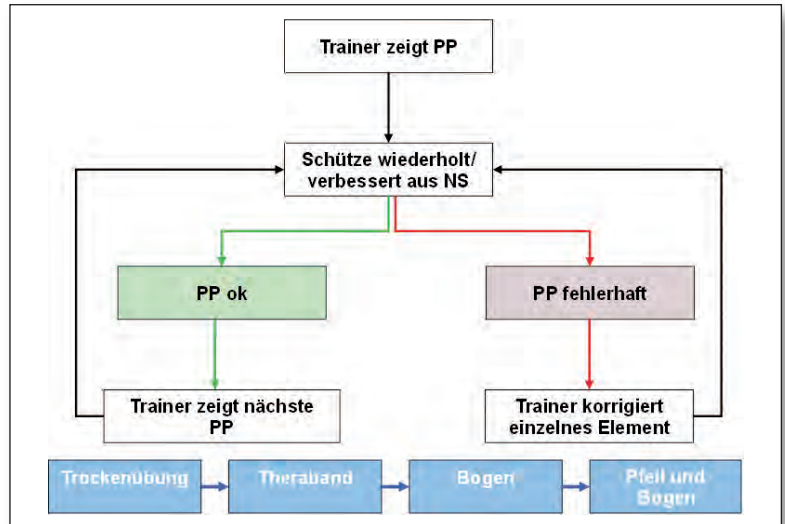 Trainer zeigt PP
Schütze wiederholt/
verbessert aus NS
PP ok
PP fehlerhaft
Trainer zeigt nächste
PP
Trainer korrigiert
einzelnes Element
Trockenübung
Theraband
Bogen
Pfeil und
Bogen